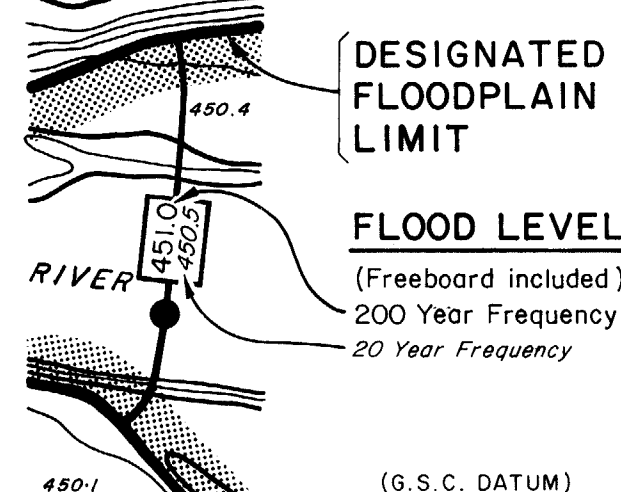 DESIGNATED
FLOODPLAIN
LIMIT
450.4
451.0
450.5
RIVER
FLOOD LEVEL
(Freeboard included)
200 Year Frequency
20 Year Frequency
450.1
(G.S.C. DATUM)